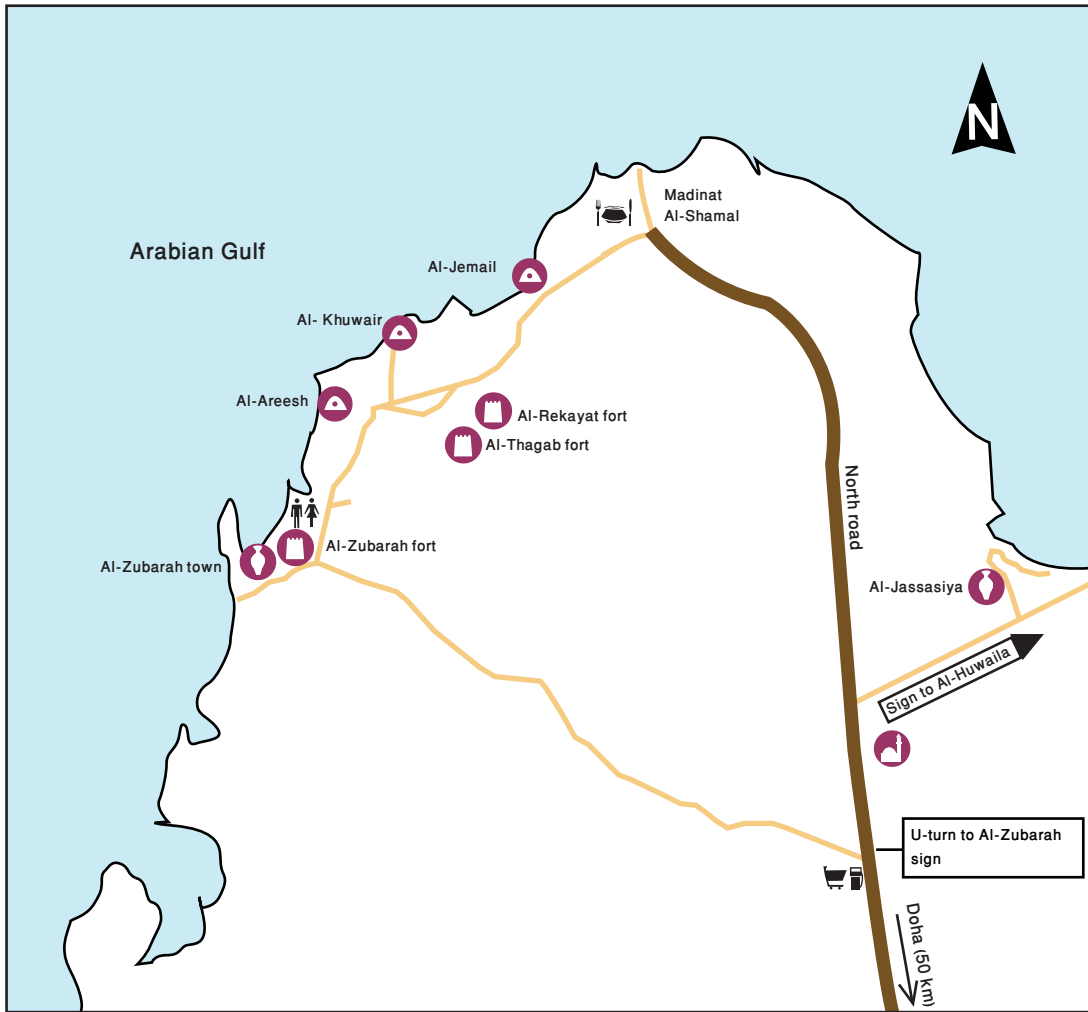 N
Madinat
Al-Shamal
Arabian Gulf
Al-Jemail
Al- Khuwair
Al-Areesh
Al-Rekayat fort
Al-Thagab fort
North road
Al-Zubarah fort
Al-Zubarah town
Al-Jassasiya
Sign to Al-Huwaila
U-turn to Al-Zubarah
sign
Doha (50 km)